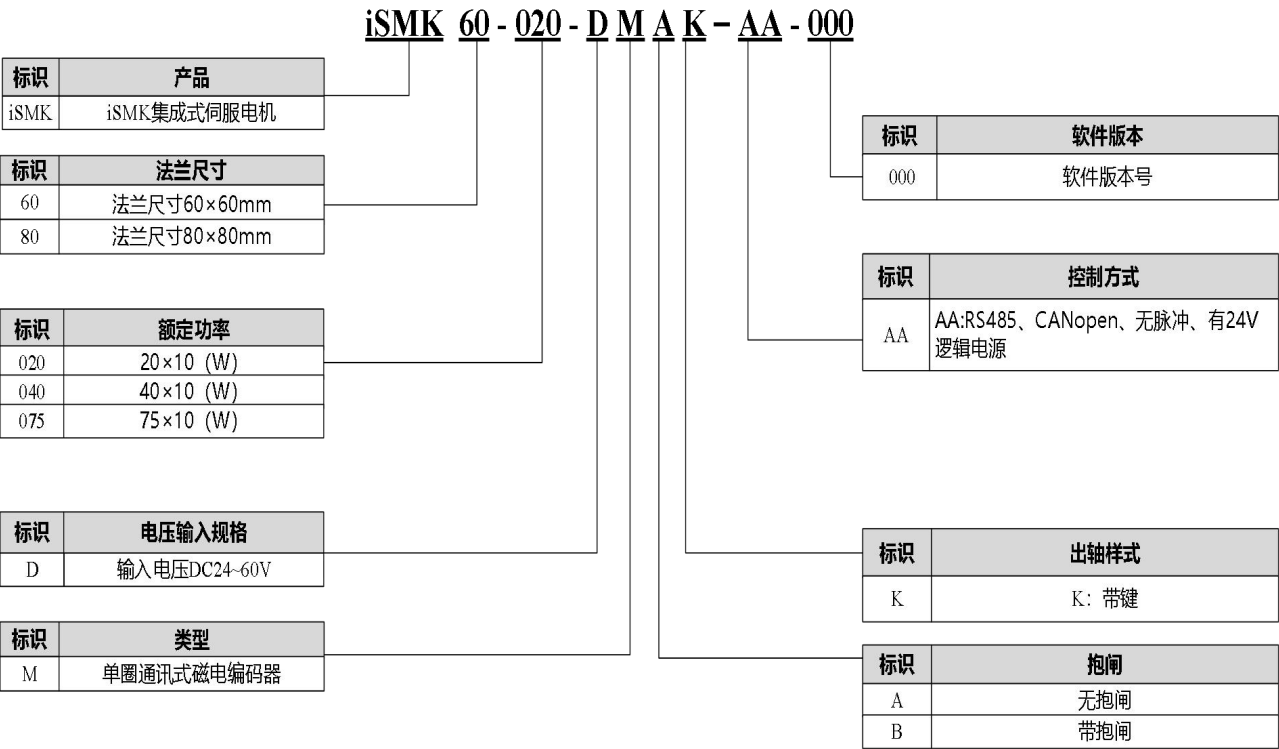 iSMK 60 - 020 - D M A K - AA - 000
标识 产品
iSMK iSMK集成式伺服电机
标识 法兰尺寸
60 法兰尺寸60×60mm
80 法兰尺寸80×80mm
标识 额定功率
020 20×10 (W)
040 40×10 (W)
075 75×10 (W)
标识 电压输入规格
D 输入电压DC24~60V
标识 类型
M 单圈通讯式磁电编码器
标识 软件版本
000 软件版本号
标识 控制方式
AA AA:RS485、CANopen、无脉冲、有24V
逻辑电源
标识 出轴样式
K K：带键
标识 抱闸
A 无抱闸
B 带抱闸